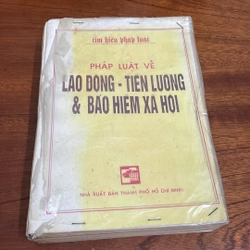 tìm hiểu pháp luật
PHÁP LUẬT VỀ
LAO ĐỘNG - TIỀN LƯƠNG
& BẢO HIỂM XÃ HỘI
NHÀ XUẤT BẢN THÀNH PHỐ HỒ CHÍ MINH